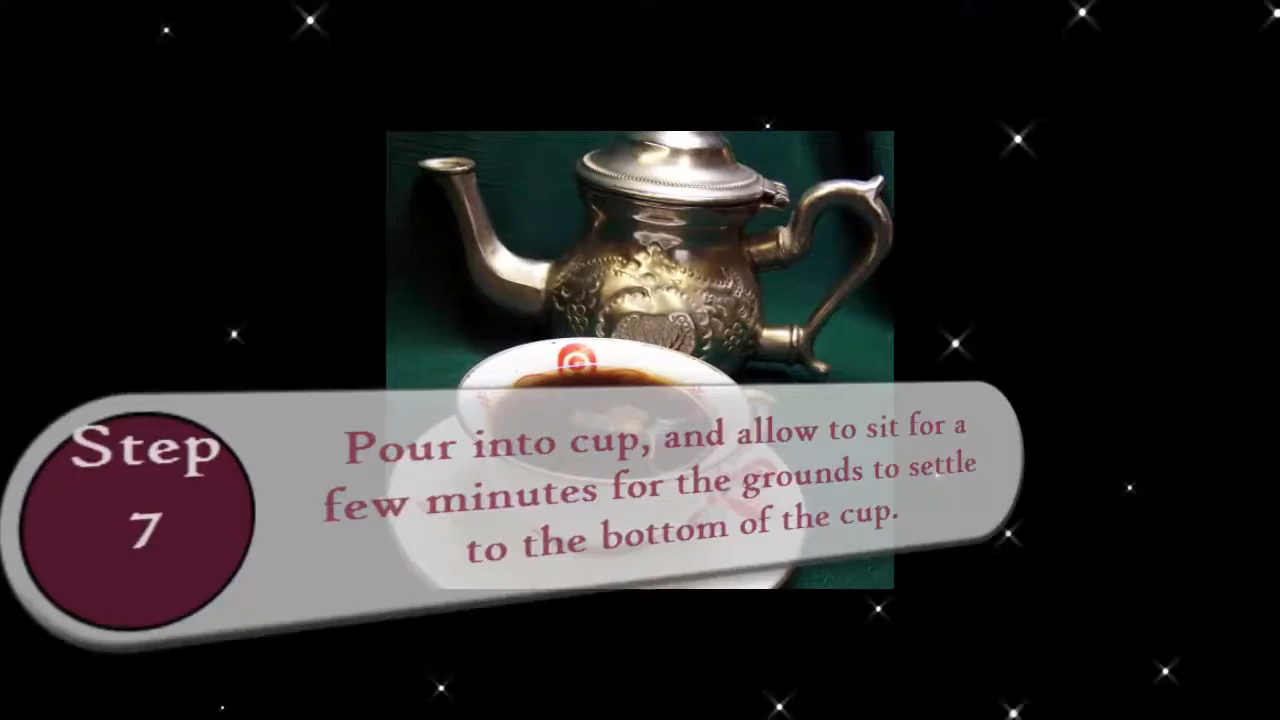 Step
7
Pour into cup, and allow to sit for a
few minutes for the grounds to settle
to the bottom of the cup.